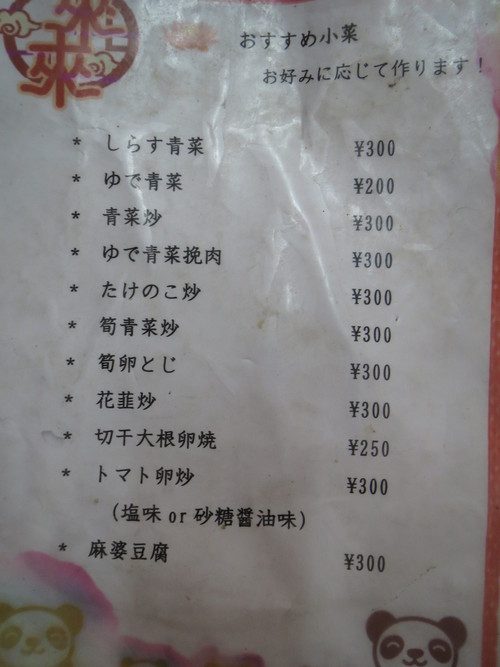 おすすめ小菜
お好みに応じて作ります！
* しらす青菜 ¥300
* ゆで青菜 ¥200
* 青菜炒 ¥300
* ゆで青菜挽肉 ¥300
* たけのこ炒 ¥300
* 筍青菜炒 ¥300
* 筍卵とじ ¥300
* 花韮炒 ¥300
* 切干大根卵焼 ¥250
* トマト卵炒 ¥300
(塩味 or 砂糖醤油味)
* 麻婆豆腐 ¥300